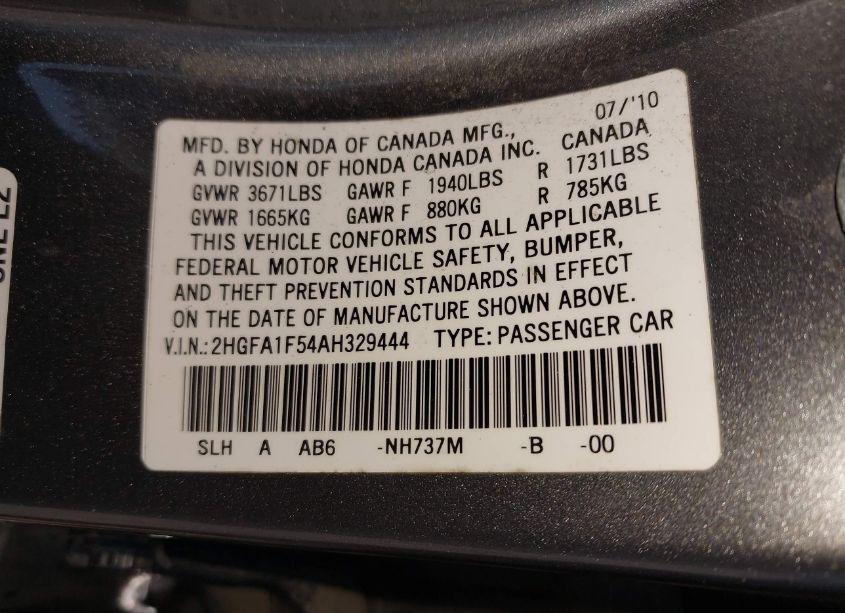 07/'10
MFD. BY HONDA OF CANADA MFG., CANADA
A DIVISION OF HONDA CANADA INC.
GVWR 3671LBS GAWR F 1940LBS R 1731LBS
GVWR 1665KG GAWR F 880KG R 785KG
THIS VEHICLE CONFORMS TO ALL APPLICABLE
FEDERAL MOTOR VEHICLE SAFETY, BUMPER,
AND THEFT PREVENTION STANDARDS IN EFFECT
ON THE DATE OF MANUFACTURE SHOWN ABOVE.
V.I.N.:2HGFA1F54AH329444 TYPE: PASSENGER CAR
SLH A AB6 -NH737M -B -00